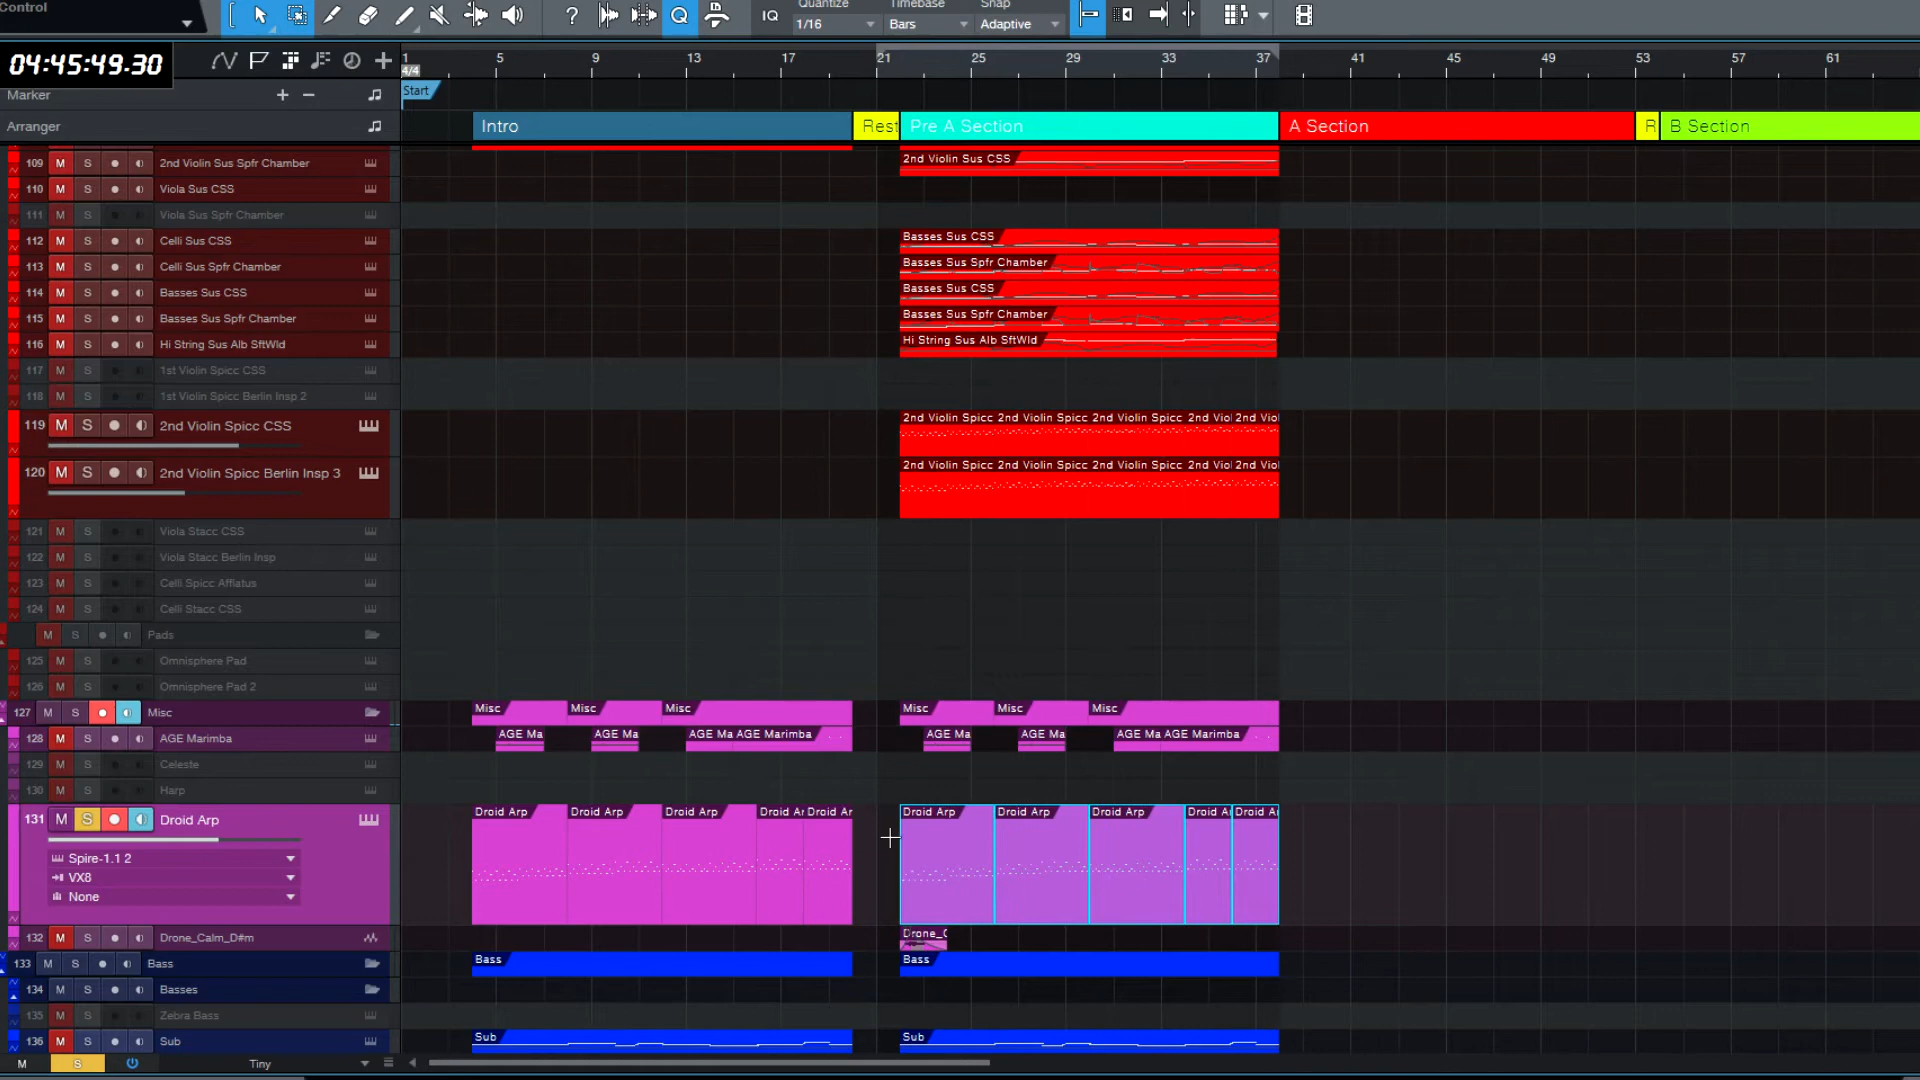 Control
Quantize
Timebase
Snap
IQ
1/16
Bars
Adaptive
04:45:49.30
1
5
9
13
17
21
25
29
33
37
41
45
49
53
57
61
4/4
Marker
Start
Arranger
Intro
Rest
Pre A Section
A Section
R
B Section
109 M S 2nd Violin Sus Spfr Chamber
2nd Violin Sus CSS
110 M S Viola Sus CSS
111 M S Viola Sus Spfr Chamber
112 M S Celli Sus CSS
Basses Sus CSS
113 M S Celli Sus Spfr Chamber
Basses Sus Spfr Chamber
114 M S Basses Sus CSS
Basses Sus CSS
115 M S Basses Sus Spfr Chamber
Basses Sus Spfr Chamber
116 M S Hi String Sus Alb SftWld
Hi String Sus Alb SftWld
117 M S 1st Violin Spicc CSS
118 M S 1st Violin Spicc Berlin Insp 2
119 M S 2nd Violin Spicc CSS
2nd Violin Spicc 2nd Violin Spicc 2nd Violin Spicc 2nd Viol 2nd Viol
120 M S 2nd Violin Spicc Berlin Insp 3
2nd Violin Spicc 2nd Violin Spicc 2nd Violin Spicc 2nd Viol 2nd Viol
121 M S Viola Stacc CSS
122 M S Viola Stacc Berlin Insp
123 M S Celli Spicc Afflatus
124 M S Celli Stacc CSS
M S Pads
125 M S Omnisphere Pad
126 M S Omnisphere Pad 2
127 M S Misc
Misc Misc Misc Misc Misc Misc
128 M S AGE Marimba
AGE Ma AGE Ma AGE Ma AGE Marimba AGE Ma AGE Ma AGE Ma AGE Marimba
129 M S Celeste
130 M S Harp
131 M S Droid Arp
Droid Arp Droid Arp Droid Arp Droid Ar Droid Ar Droid Arp Droid Arp Droid Arp Droid A Droid A
Spire-1.1 2
VX8
None
132 M S Drone_Calm_D#m
Drone_C
133 M S Bass
Bass Bass
134 M S Basses
135 M S Zebra Bass
136 M S Sub
Sub Sub
M S Tiny